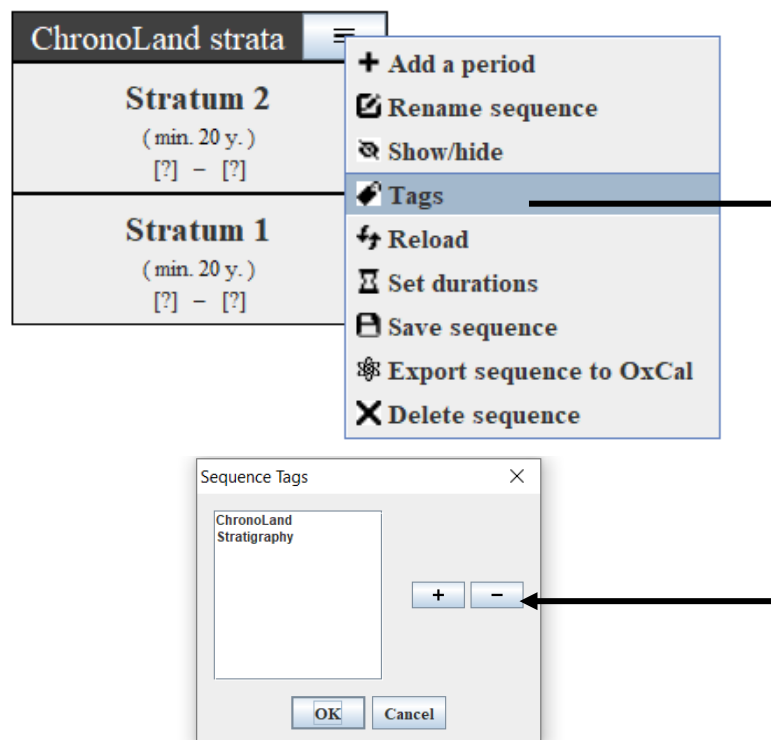 ChronoLand strata
Stratum 2
( min. 20 y. )
[?] – [?]
Stratum 1
( min. 20 y. )
[?] – [?]
Add a period
Rename sequence
Show/hide
Tags
Reload
Set durations
Save sequence
Export sequence to OxCal
Delete sequence
Sequence Tags
ChronoLand
Stratigraphy
+ −
OK Cancel